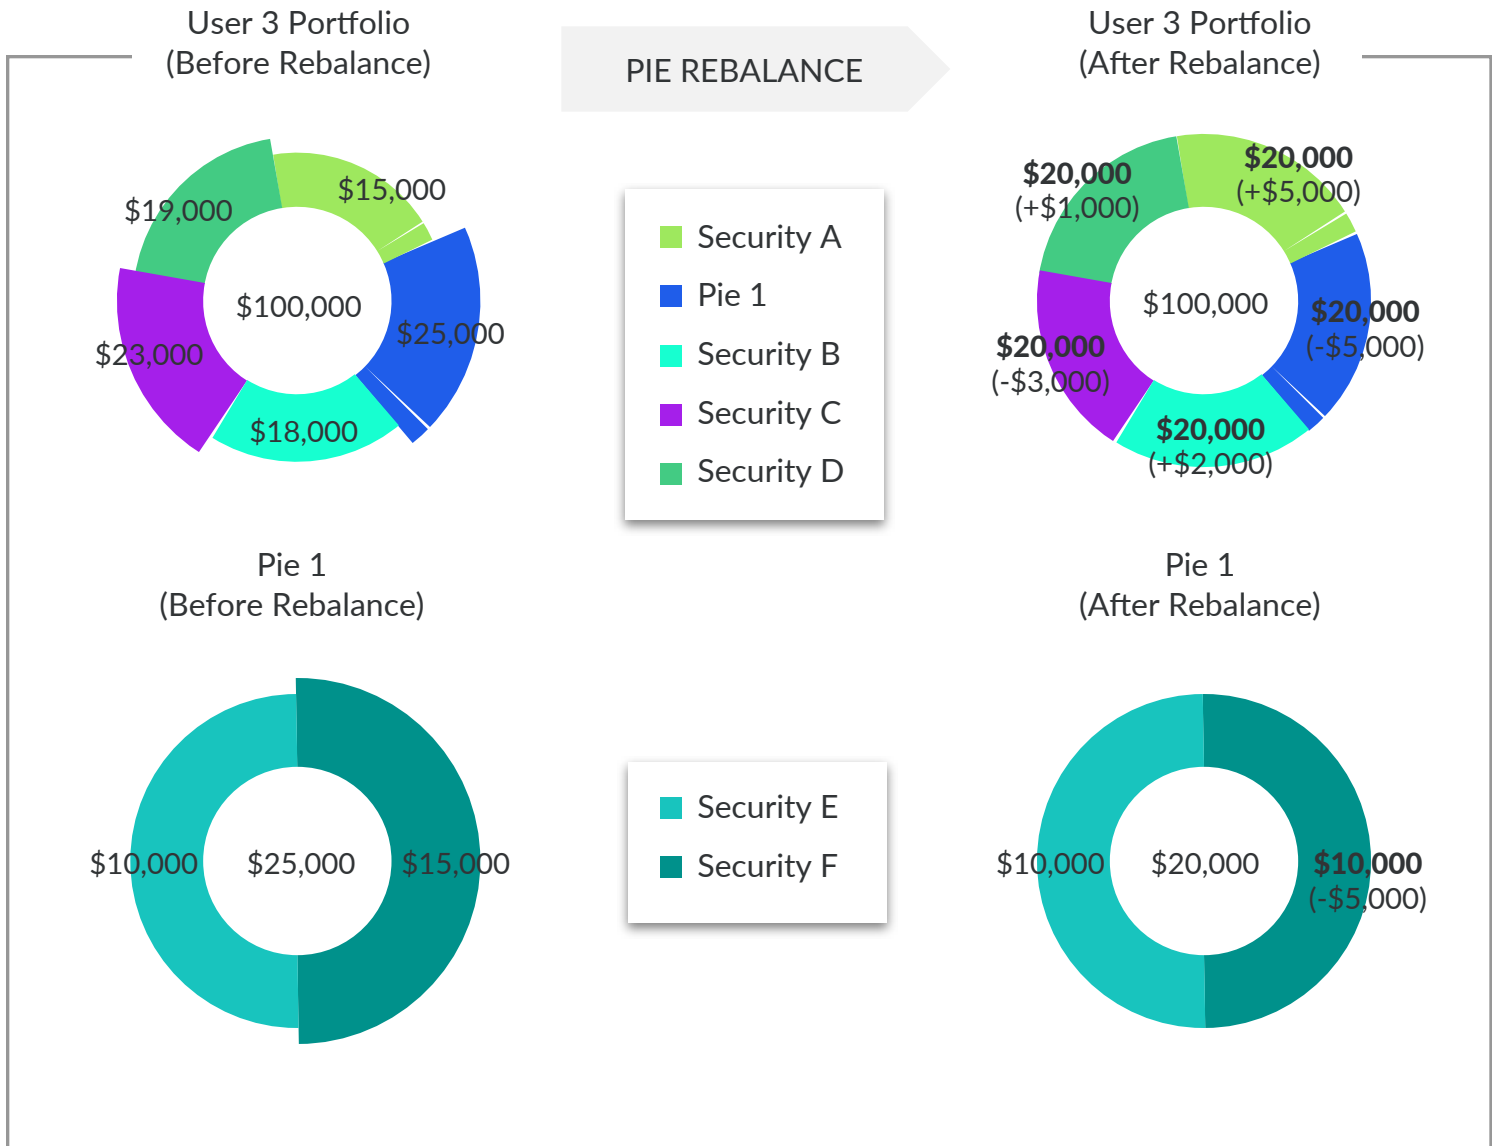 User 3 Portfolio
(Before Rebalance)
PIE REBALANCE
User 3 Portfolio
(After Rebalance)
$15,000
$19,000
$100,000
$25,000
$23,000
$18,000
Security A
Pie 1
Security B
Security C
Security D
$20,000
(+$5,000)
$20,000
(+$1,000)
$100,000
$20,000
(-$5,000)
$20,000
(-$3,000)
$20,000
(+$2,000)
Pie 1
(Before Rebalance)
Pie 1
(After Rebalance)
$10,000
$25,000
$15,000
Security E
Security F
$10,000
$20,000
$10,000
(-$5,000)